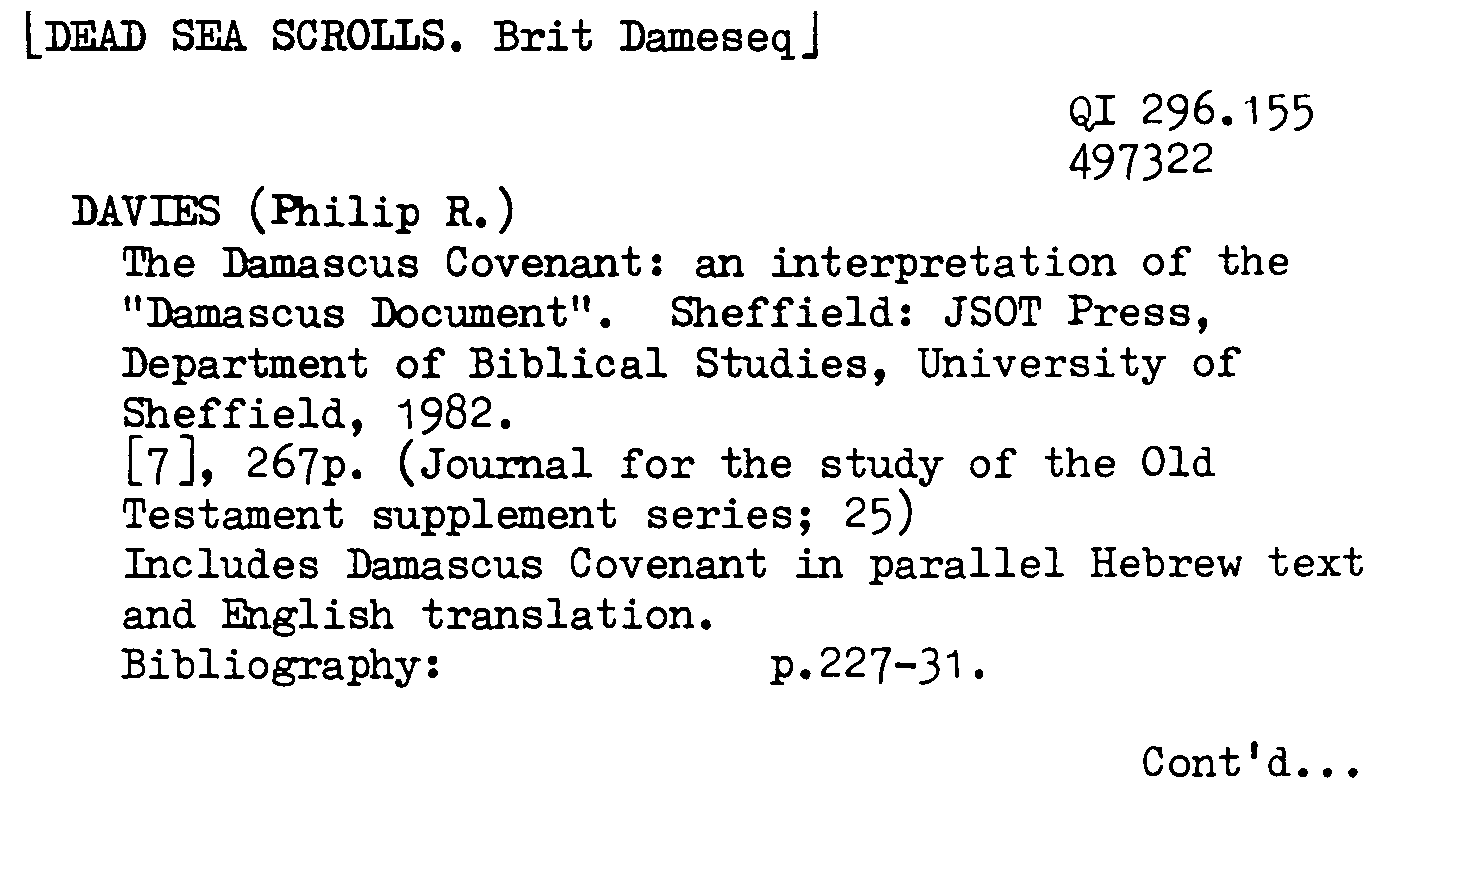 ⌊DEAD SEA SCROLLS. Brit Dameseq⌋
QI 296.155
497322
DAVIES (Philip R.)
The Damascus Covenant: an interpretation of the
"Damascus Document". Sheffield: JSOT Press,
Department of Biblical Studies, University of
Sheffield, 1982.
[7], 267p. (Journal for the study of the Old
Testament supplement series; 25)
Includes Damascus Covenant in parallel Hebrew text
and English translation.
Bibliography: p.227-31.
Cont'd...